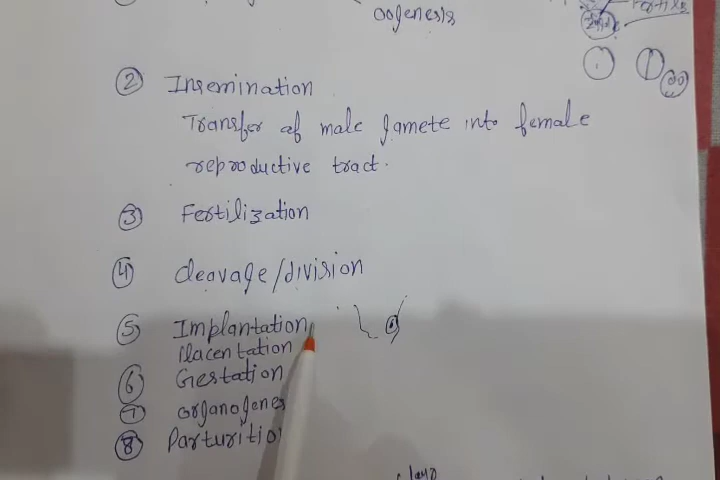 oogenesis
② Insemination
Transfer of male gamete into female
reproductive tract.
③ Fertilization
④ cleavage/division
⑤ Implantation
Placentation
⑥ Gestation
⑦ organogenes
⑧ Parturitio